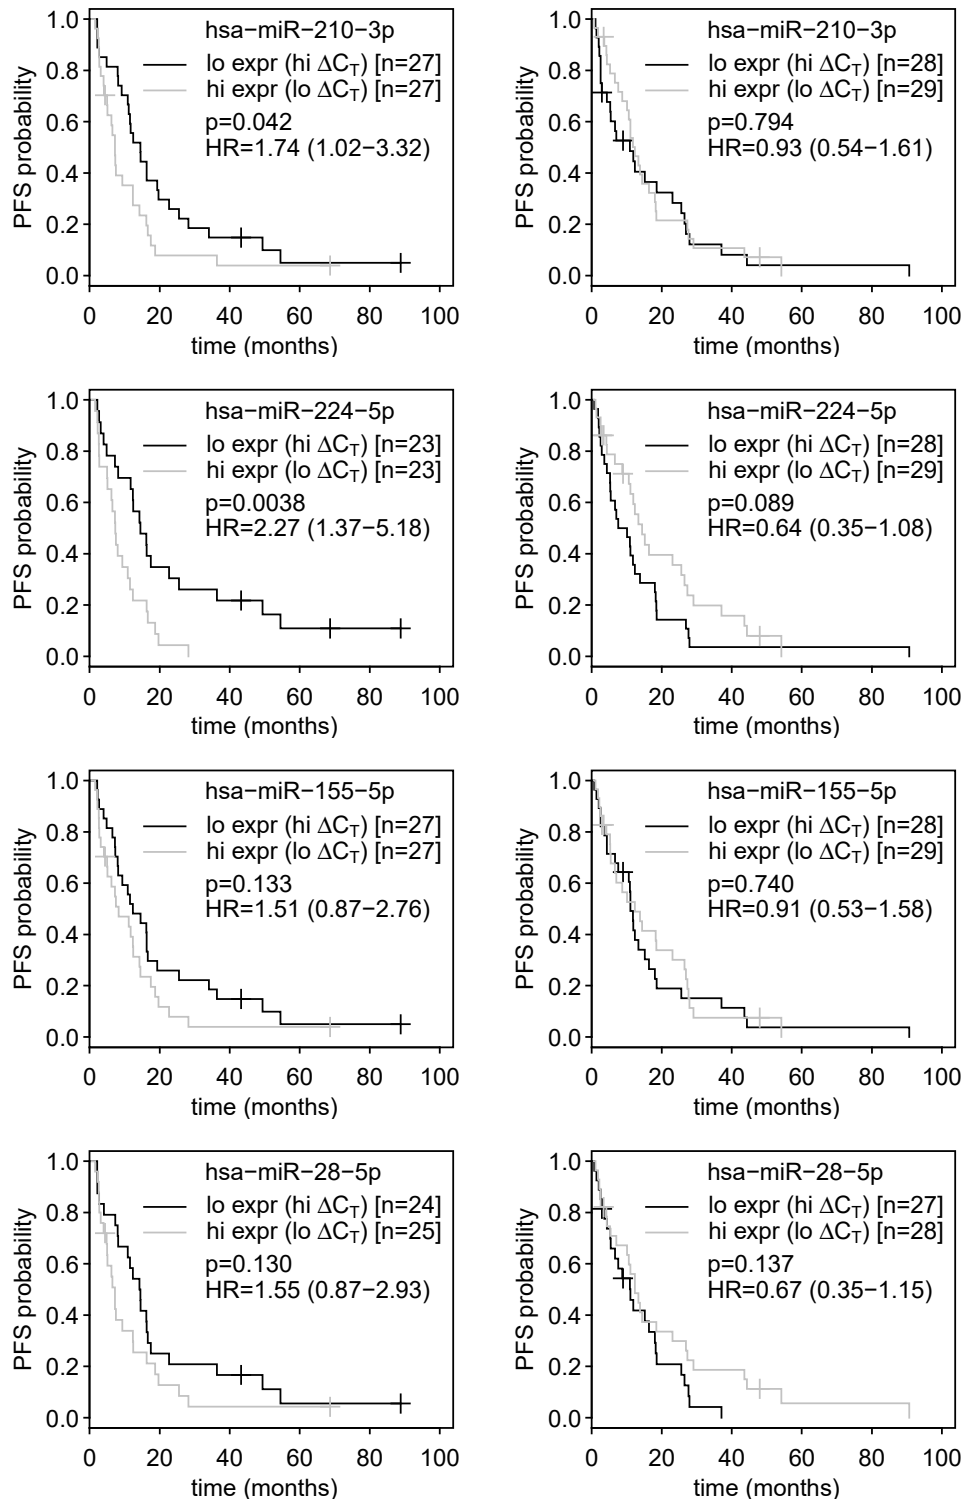 hsa−miR−210−3p
lo expr (hi ΔCT) [n=27]
hi expr (lo ΔCT) [n=27]
p=0.042
HR=1.74 (1.02−3.32)
PFS probability
1.0
0.8
0.6
0.4
0.2
0.0
0 20 40 60 80 100
time (months)
hsa−miR−210−3p
lo expr (hi ΔCT) [n=28]
hi expr (lo ΔCT) [n=29]
p=0.794
HR=0.93 (0.54−1.61)
PFS probability
1.0
0.8
0.6
0.4
0.2
0.0
0 20 40 60 80 100
time (months)
hsa−miR−224−5p
lo expr (hi ΔCT) [n=23]
hi expr (lo ΔCT) [n=23]
p=0.0038
HR=2.27 (1.37−5.18)
PFS probability
1.0
0.8
0.6
0.4
0.2
0.0
0 20 40 60 80 100
time (months)
hsa−miR−224−5p
lo expr (hi ΔCT) [n=28]
hi expr (lo ΔCT) [n=29]
p=0.089
HR=0.64 (0.35−1.08)
PFS probability
1.0
0.8
0.6
0.4
0.2
0.0
0 20 40 60 80 100
time (months)
hsa−miR−155−5p
lo expr (hi ΔCT) [n=27]
hi expr (lo ΔCT) [n=27]
p=0.133
HR=1.51 (0.87−2.76)
PFS probability
1.0
0.8
0.6
0.4
0.2
0.0
0 20 40 60 80 100
time (months)
hsa−miR−155−5p
lo expr (hi ΔCT) [n=28]
hi expr (lo ΔCT) [n=29]
p=0.740
HR=0.91 (0.53−1.58)
PFS probability
1.0
0.8
0.6
0.4
0.2
0.0
0 20 40 60 80 100
time (months)
hsa−miR−28−5p
lo expr (hi ΔCT) [n=24]
hi expr (lo ΔCT) [n=25]
p=0.130
HR=1.55 (0.87−2.93)
PFS probability
1.0
0.8
0.6
0.4
0.2
0.0
0 20 40 60 80 100
time (months)
hsa−miR−28−5p
lo expr (hi ΔCT) [n=27]
hi expr (lo ΔCT) [n=28]
p=0.137
HR=0.67 (0.35−1.15)
PFS probability
1.0
0.8
0.6
0.4
0.2
0.0
0 20 40 60 80 100
time (months)